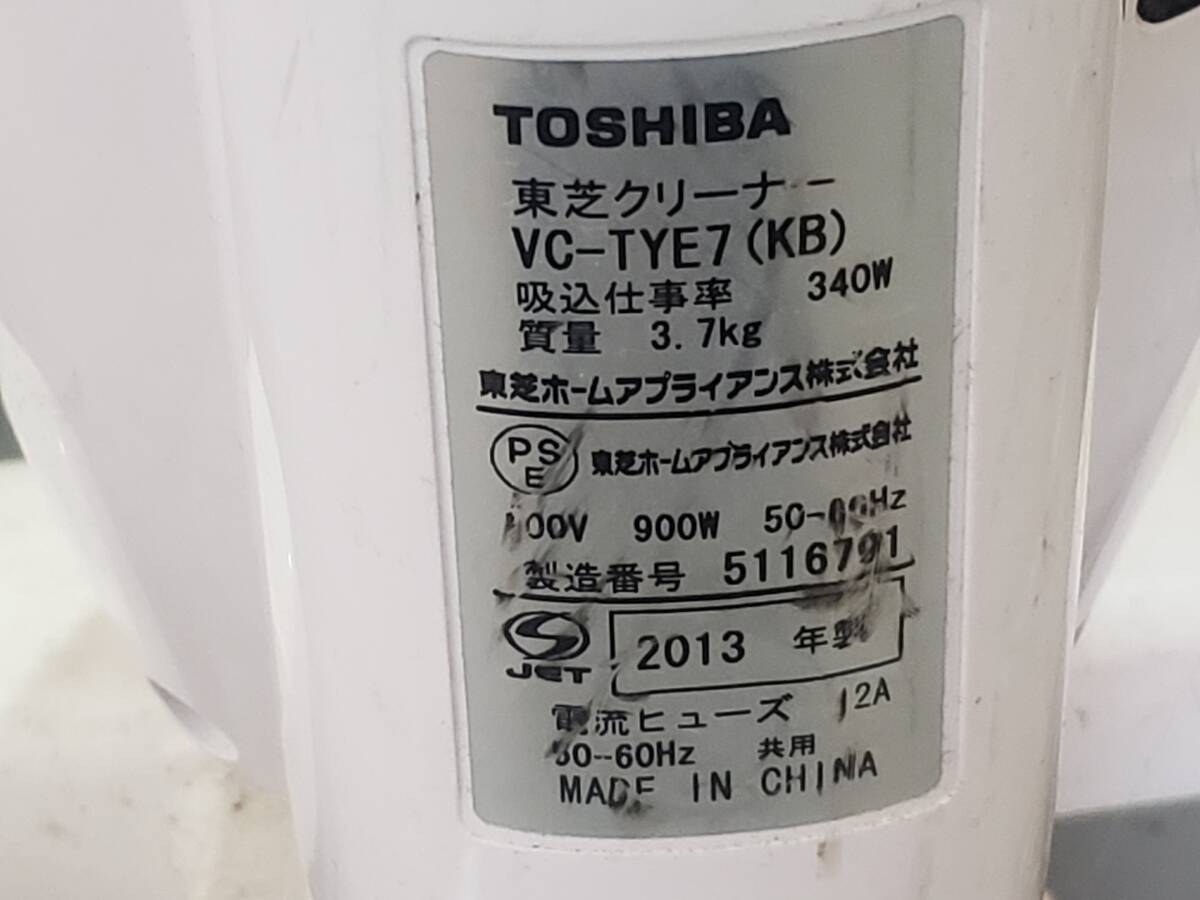 TOSHIBA
東芝クリーナー
VC-TYE7(KB)
吸込仕事率 340W
質量 3.7kg
東芝ホームアプライアンス株式会社
PSE 東芝ホームアプライアンス株式会社
100V 900W 50-60Hz
製造番号 5116791
JET 2013 年製
電流ヒューズ 12A
50-60Hz 共用
MADE IN CHINA